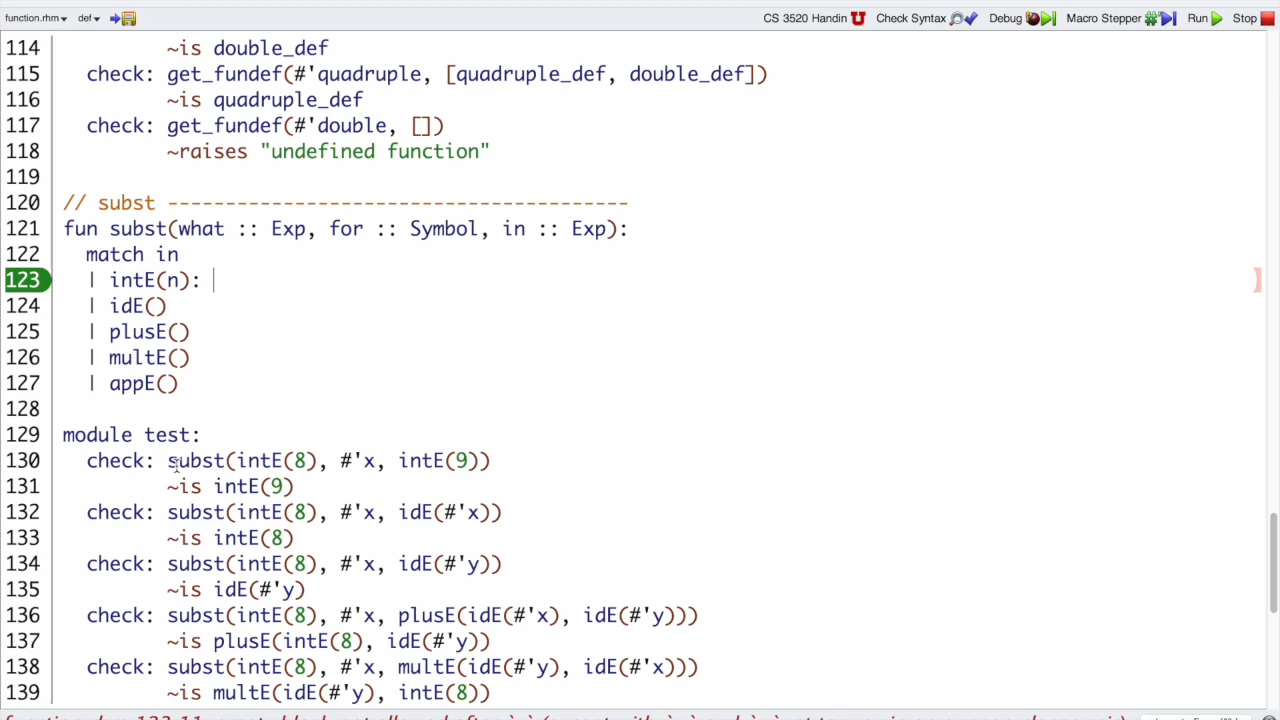 function.rhm▾ def▾ CS 3520 Handin Check Syntax Debug Macro Stepper Run Stop
114 ~is double_def
115 check: get_fundef(#'quadruple, [quadruple_def, double_def])
116 ~is quadruple_def
117 check: get_fundef(#'double, [])
118 ~raises "undefined function"
119
120 // subst ----------------------------------------
121 fun subst(what :: Exp, for :: Symbol, in :: Exp):
122 match in
123 | intE(n):
124 | idE()
125 | plusE()
126 | multE()
127 | appE()
128
129 module test:
130 check: subst(intE(8), #'x, intE(9))
131 ~is intE(9)
132 check: subst(intE(8), #'x, idE(#'x))
133 ~is intE(8)
134 check: subst(intE(8), #'x, idE(#'y))
135 ~is idE(#'y)
136 check: subst(intE(8), #'x, plusE(idE(#'x), idE(#'y)))
137 ~is plusE(intE(8), idE(#'y))
138 check: subst(intE(8), #'x, multE(idE(#'y), idE(#'x)))
139 ~is multE(idE(#'y), intE(8))